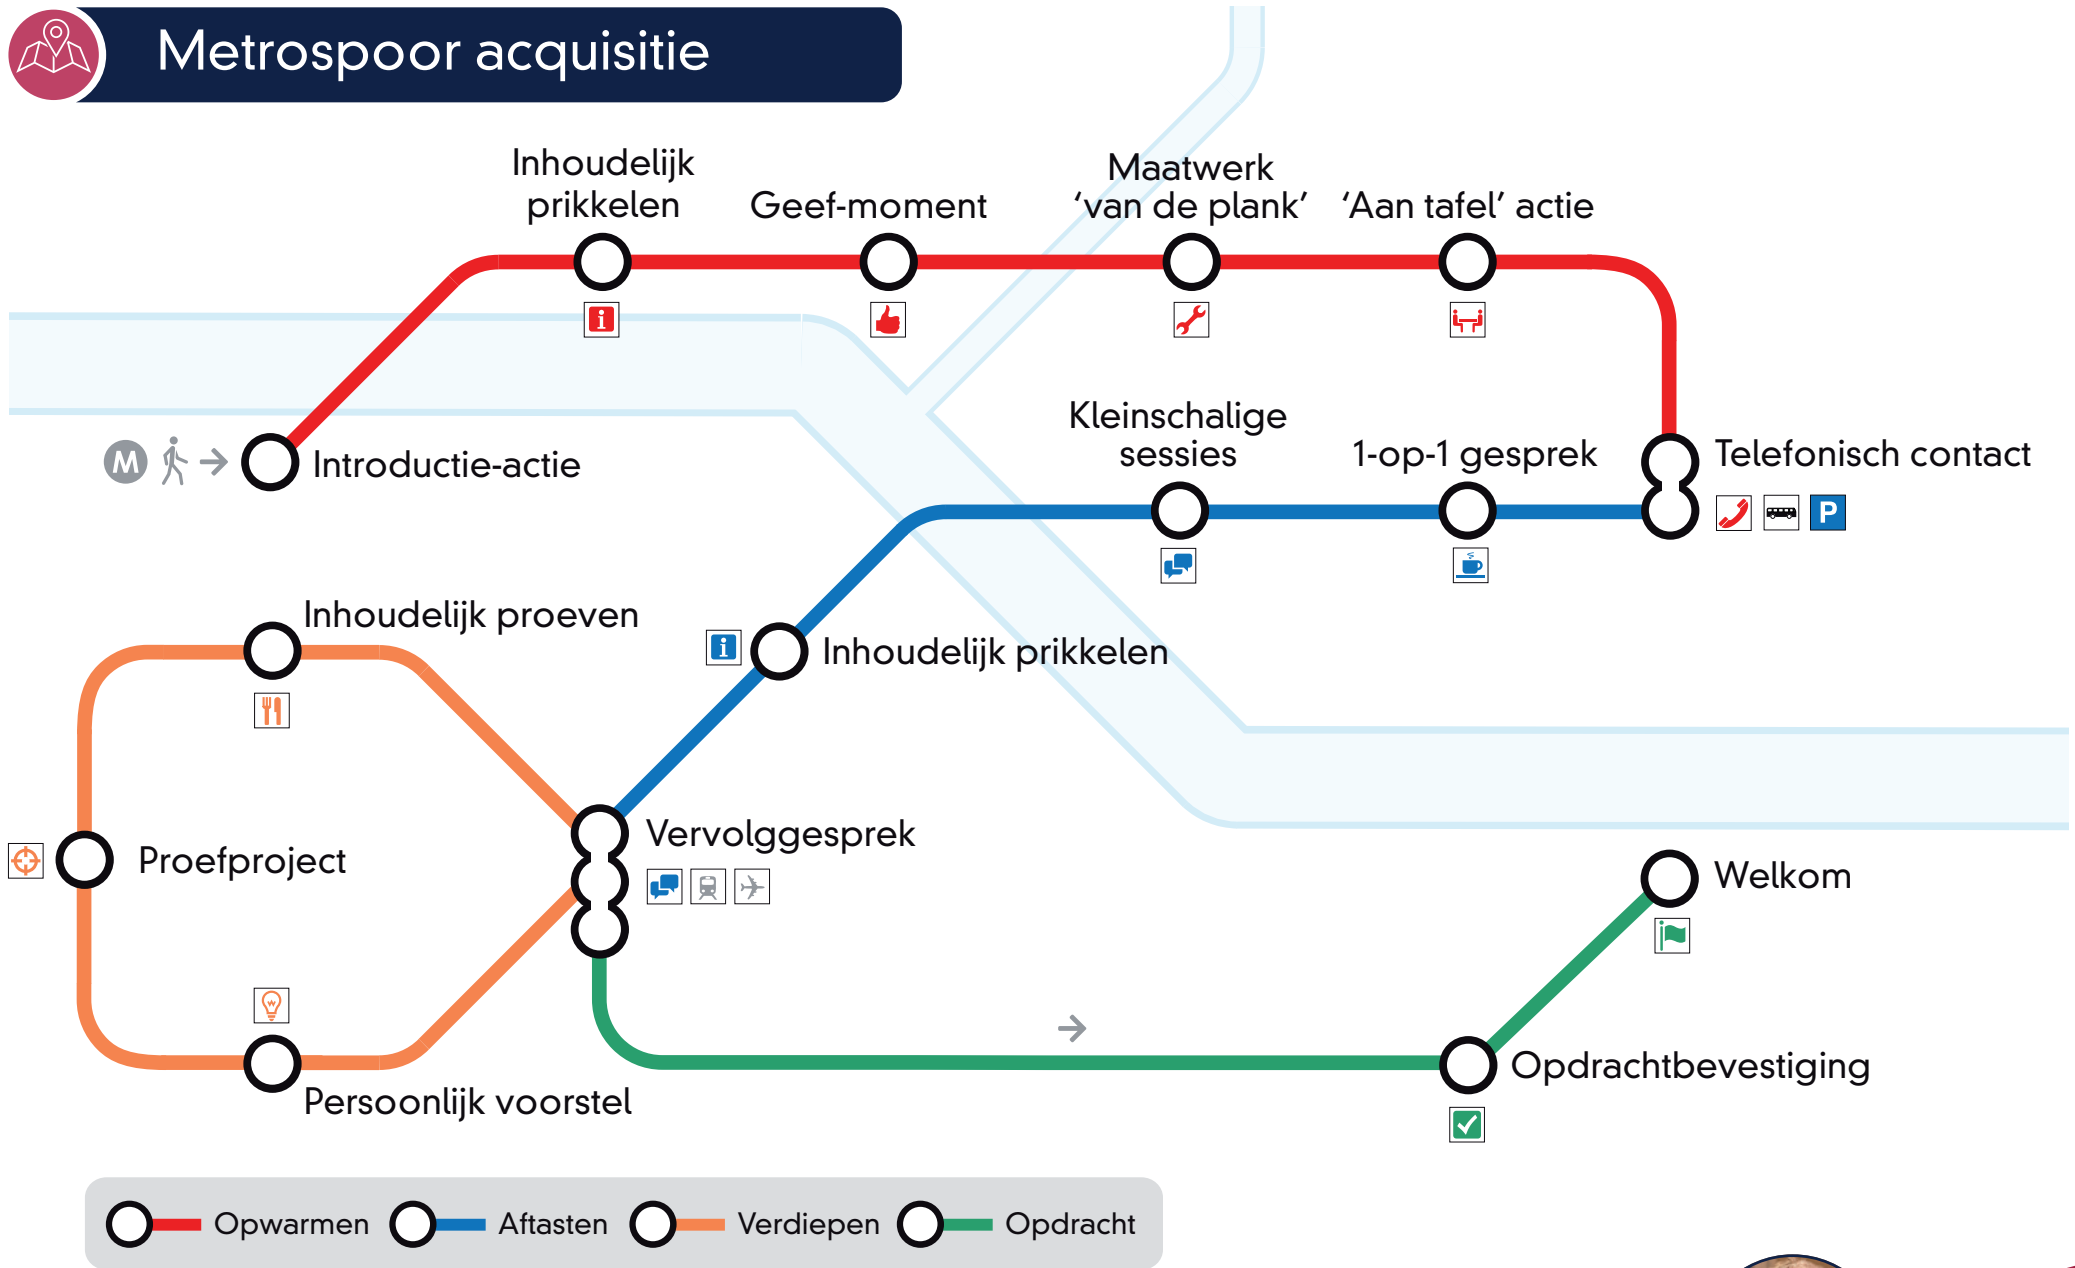 Metrospoor acquisitie
Inhoudelijk
prikkelen
Geef-moment
Maatwerk
‘van de plank’
‘Aan tafel’ actie
i
M
Introductie-actie
Kleinschalige
sessies
1-op-1 gesprek
Telefonisch contact
P
Inhoudelijk proeven
i
Inhoudelijk prikkelen
Proefproject
Vervolggesprek
Welkom
Persoonlijk voorstel
Opdrachtbevestiging
Opwarmen
Aftasten
Verdiepen
Opdracht